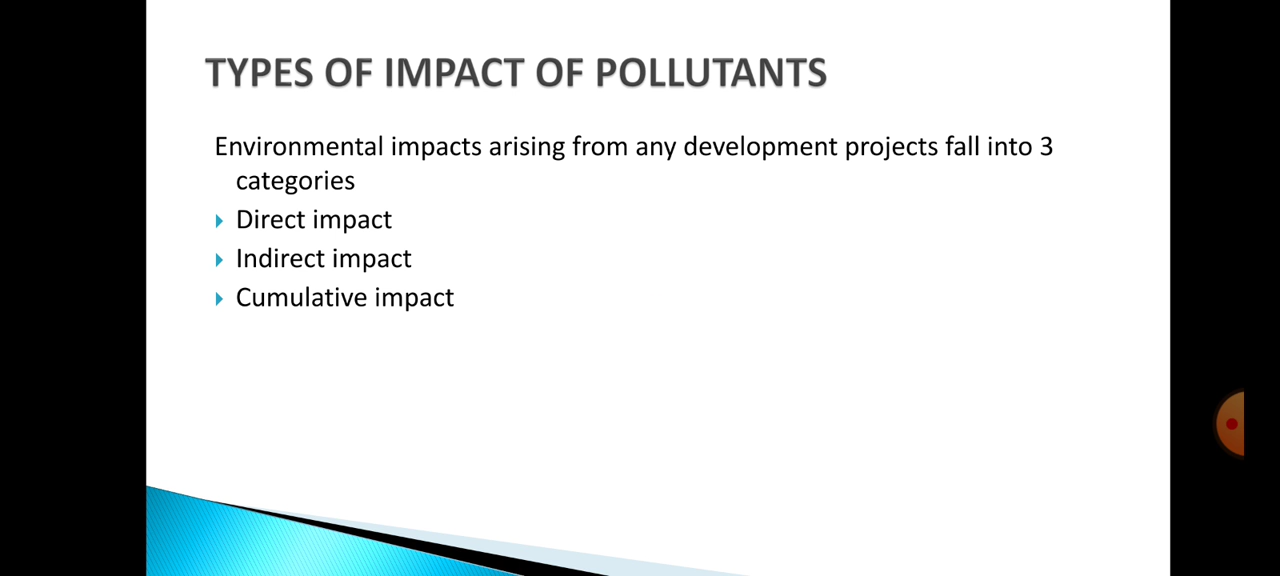 TYPES OF IMPACT OF POLLUTANTS
Environmental impacts arising from any development projects fall into 3
categories
Direct impact
Indirect impact
Cumulative impact